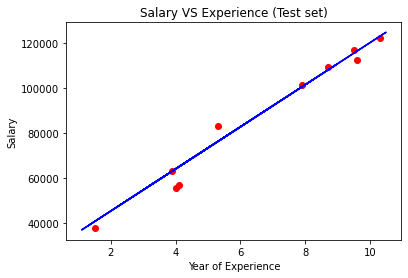 Salary VS Experience (Test set)
120000
100000
80000
60000
40000
Salary
2 4 6 8 10
Year of Experience